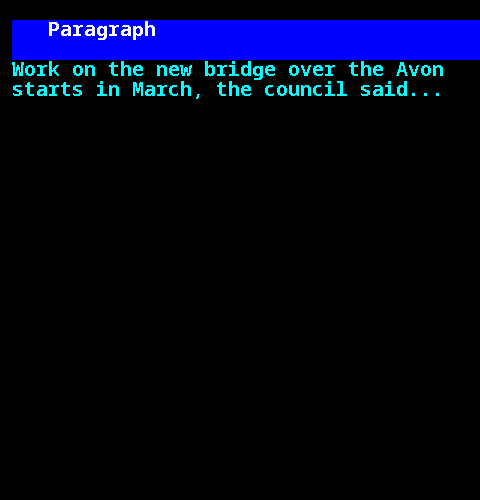 Paragraph
Work on the new bridge over the Avon
starts in March, the council said...